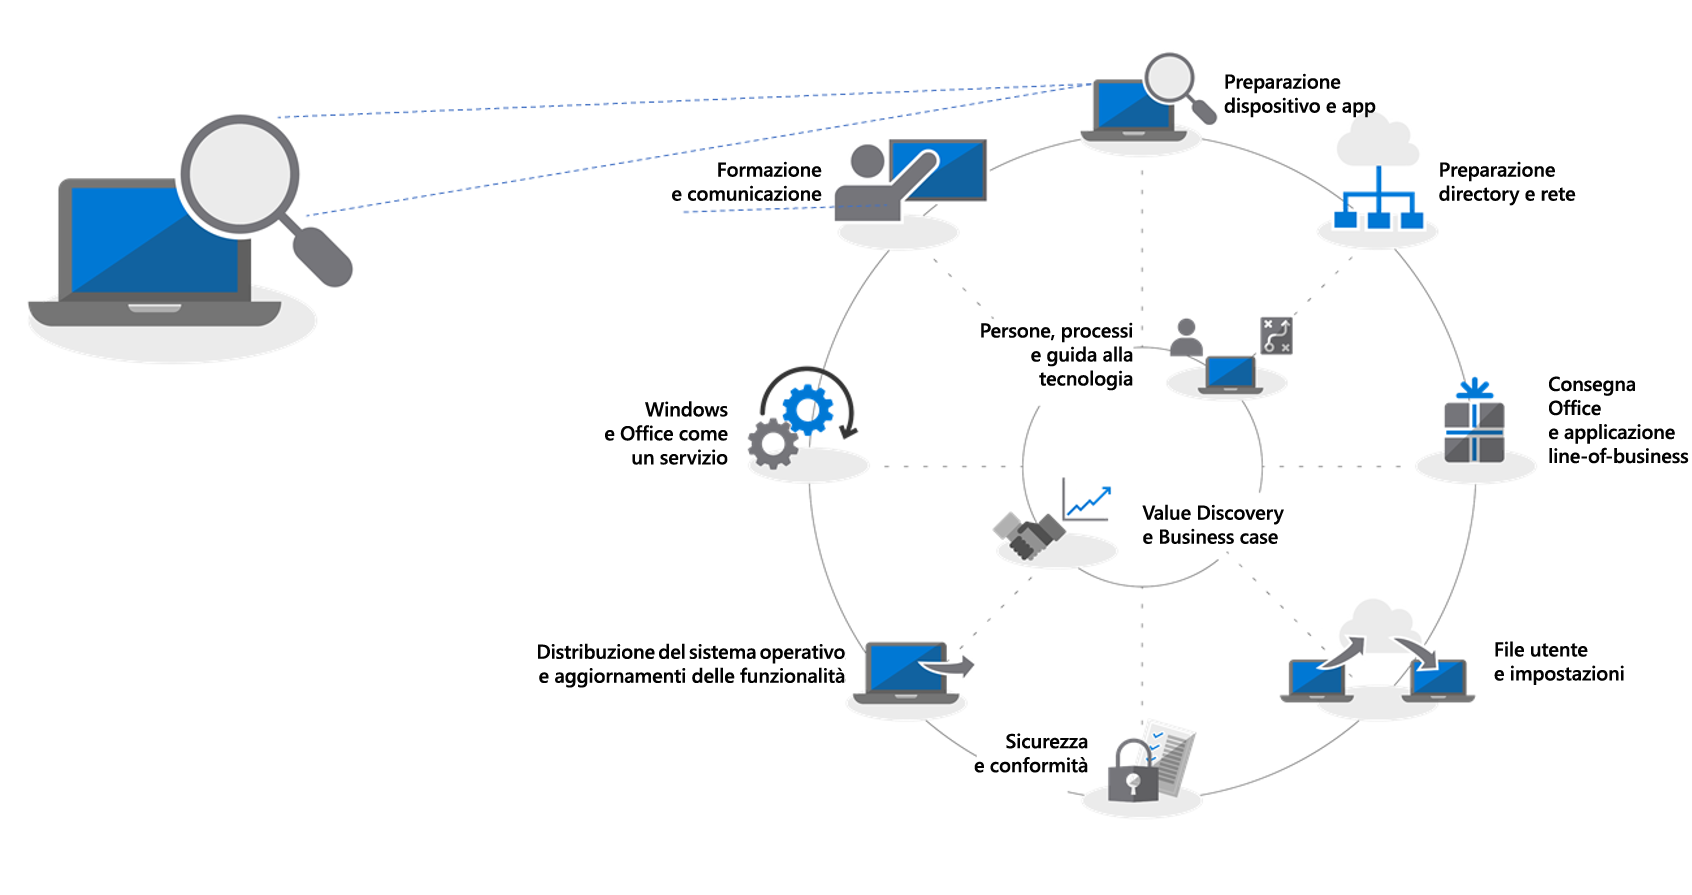 Preparazione
dispositivo e app
Formazione
e comunicazione
Preparazione
directory e rete
Persone, processi
e guida alla
tecnologia
Consegna
Office
e applicazione
line-of-business
Windows
e Office come
un servizio
Value Discovery
e Business case
Distribuzione del sistema operativo
e aggiornamenti delle funzionalità
File utente
e impostazioni
Sicurezza
e conformità